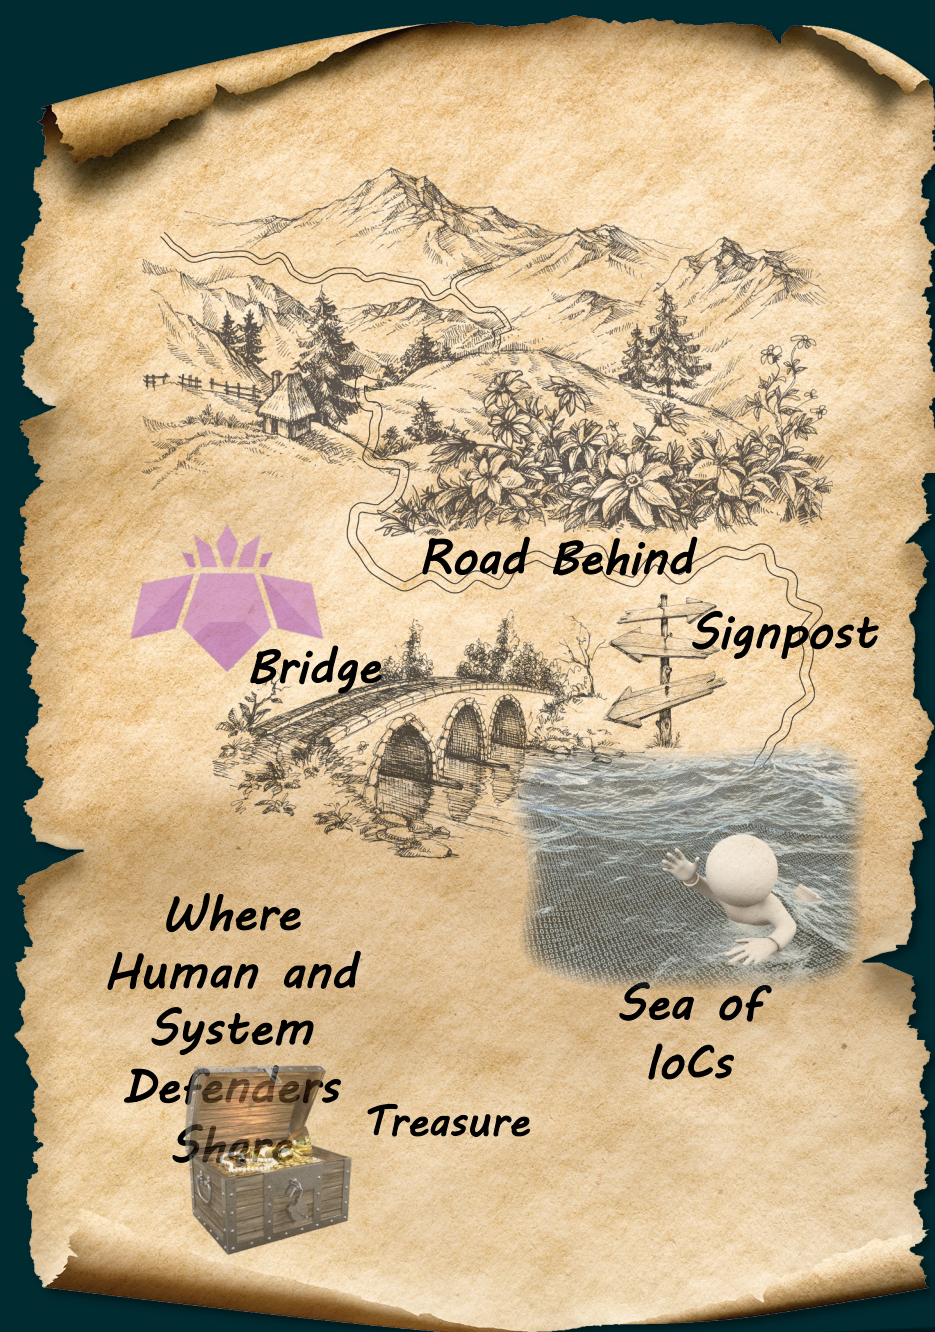 Road Behind
Signpost
Bridge
Where
Human and
System
Defenders
Share
Sea of
IoCs
Treasure